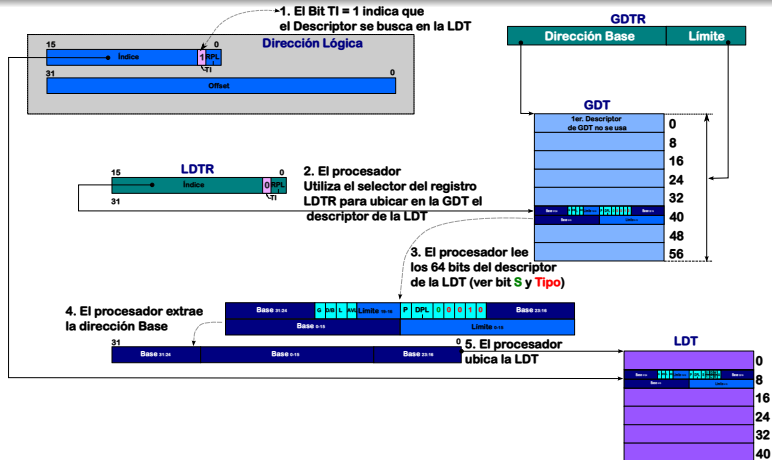 1. El Bit TI = 1 indica que
el Descriptor se busca en la LDT
GDTR
Dirección Base Límite
Dirección Lógica
15 0
Índice 1 RPL
TI
31 0
Offset
GDT
1er. Descriptor
de GDT no se usa
0
8
16
24
32
40
48
56
LDTR
15 0
Índice 0 RPL
TI
31
2. El procesador
Utiliza el selector del registro
LDTR para ubicar en la GDT el
descriptor de la LDT
3. El procesador lee
los 64 bits del descriptor
de la LDT (ver bit S y Tipo)
Base 31:24 G D/B L AVL Límite 19:16 P DPL 0 0 0 1 0 Base 23:16
Base 0-15 Límite 0-15
4. El procesador extrae
la dirección Base
31 0
Base 31:24 Base 0-15 Base 23:16
5. El procesador
ubica la LDT
LDT
0
8
16
24
32
40